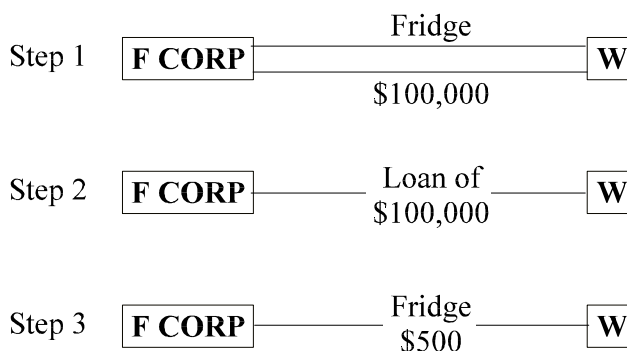 Fridge
Step 1 F CORP W
$100,000
Loan of
Step 2 F CORP W
$100,000
Fridge
Step 3 F CORP W
$500